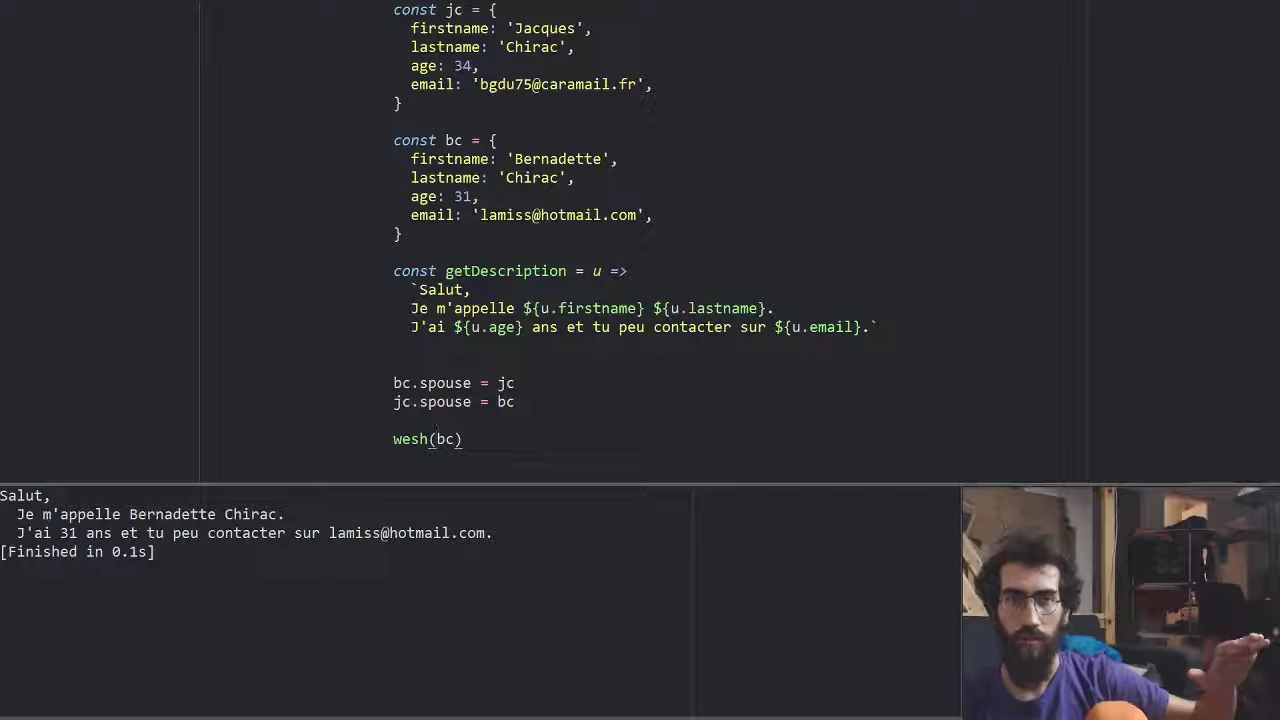 const jc = {
firstname: 'Jacques',
lastname: 'Chirac',
age: 34,
email: 'bgdu75@caramail.fr',
}
const bc = {
firstname: 'Bernadette',
lastname: 'Chirac',
age: 31,
email: 'lamiss@hotmail.com',
}
const getDescription = u =>
`Salut,
Je m'appelle ${u.firstname} ${u.lastname}.
J'ai ${u.age} ans et tu peu contacter sur ${u.email}.`
bc.spouse = jc
jc.spouse = bc
wesh(bc)
Salut,
Je m'appelle Bernadette Chirac.
J'ai 31 ans et tu peu contacter sur lamiss@hotmail.com.
[Finished in 0.1s]